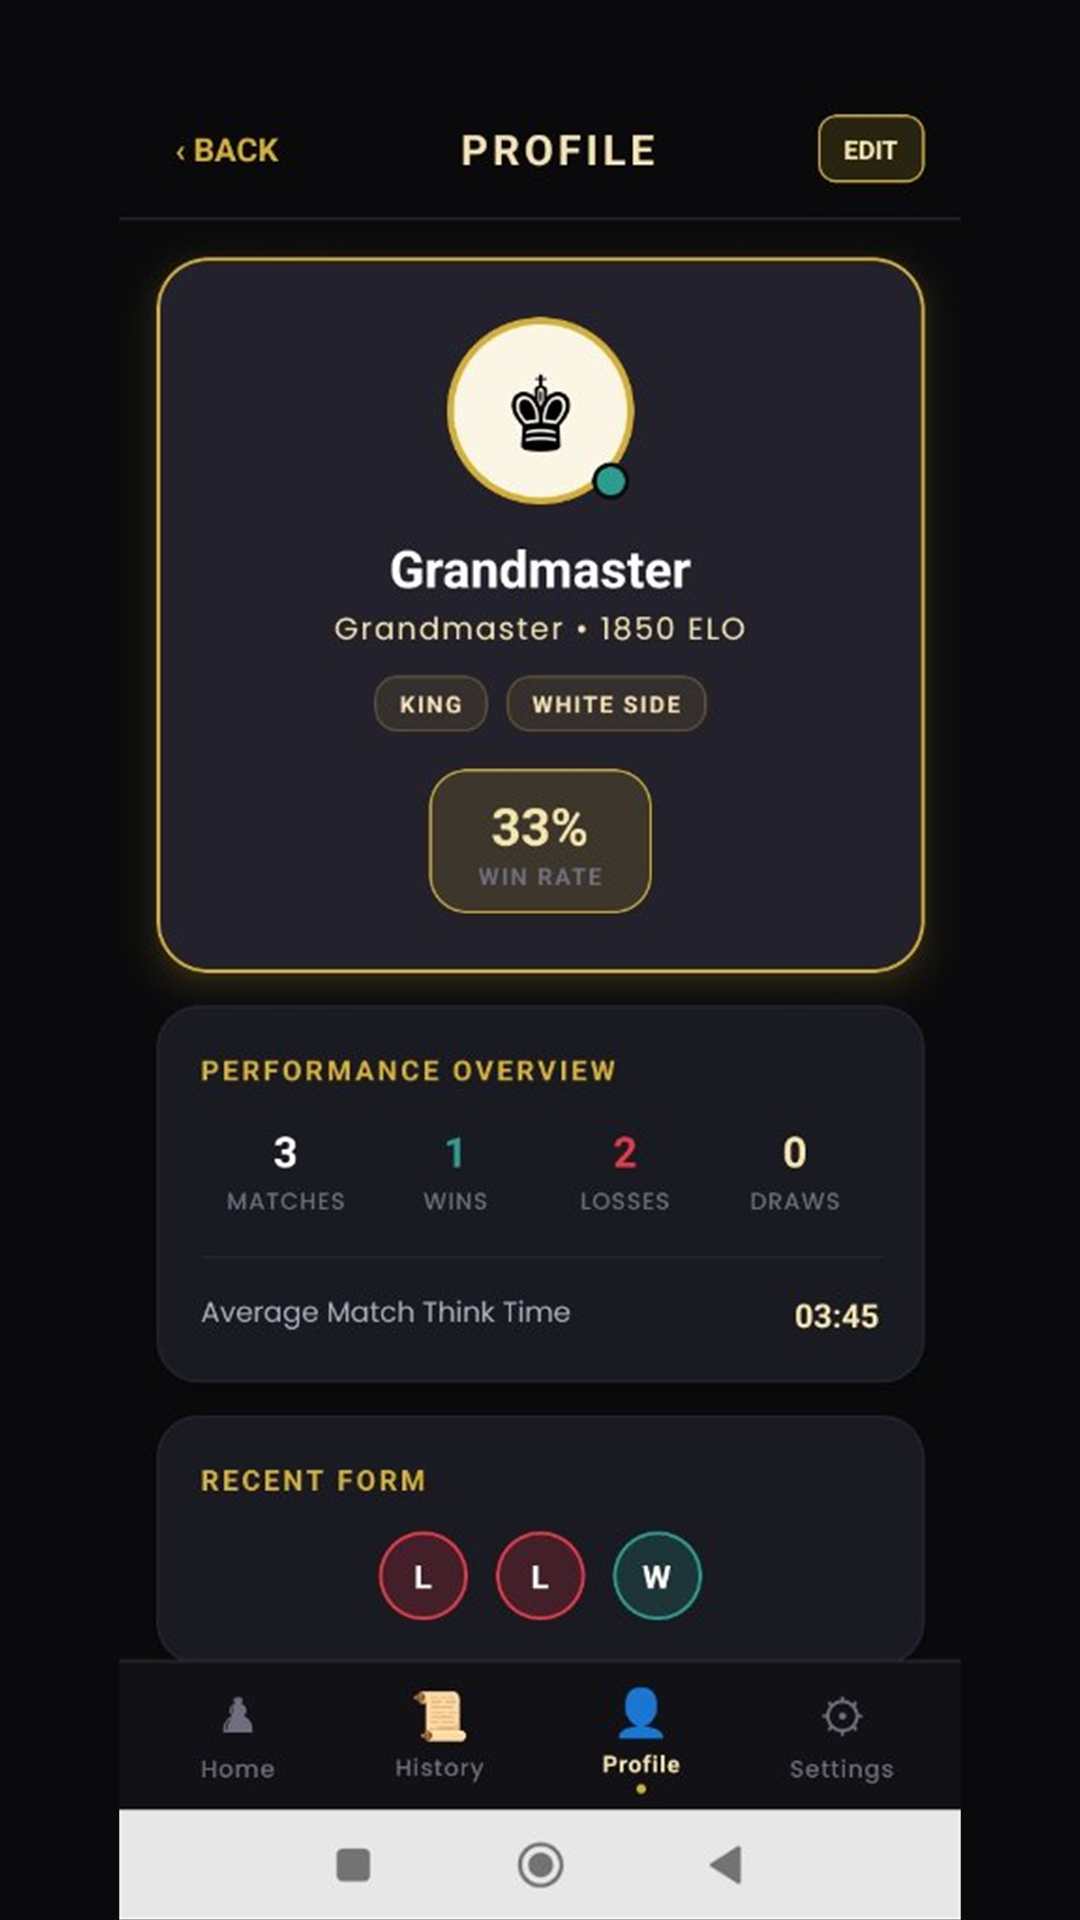 ‹ BACK
PROFILE
EDIT
Grandmaster
Grandmaster • 1850 ELO
KING
WHITE SIDE
33%
WIN RATE
PERFORMANCE OVERVIEW
3
1
2
0
MATCHES
WINS
LOSSES
DRAWS
Average Match Think Time
03:45
RECENT FORM
L
L
W
Home
History
Profile
Settings